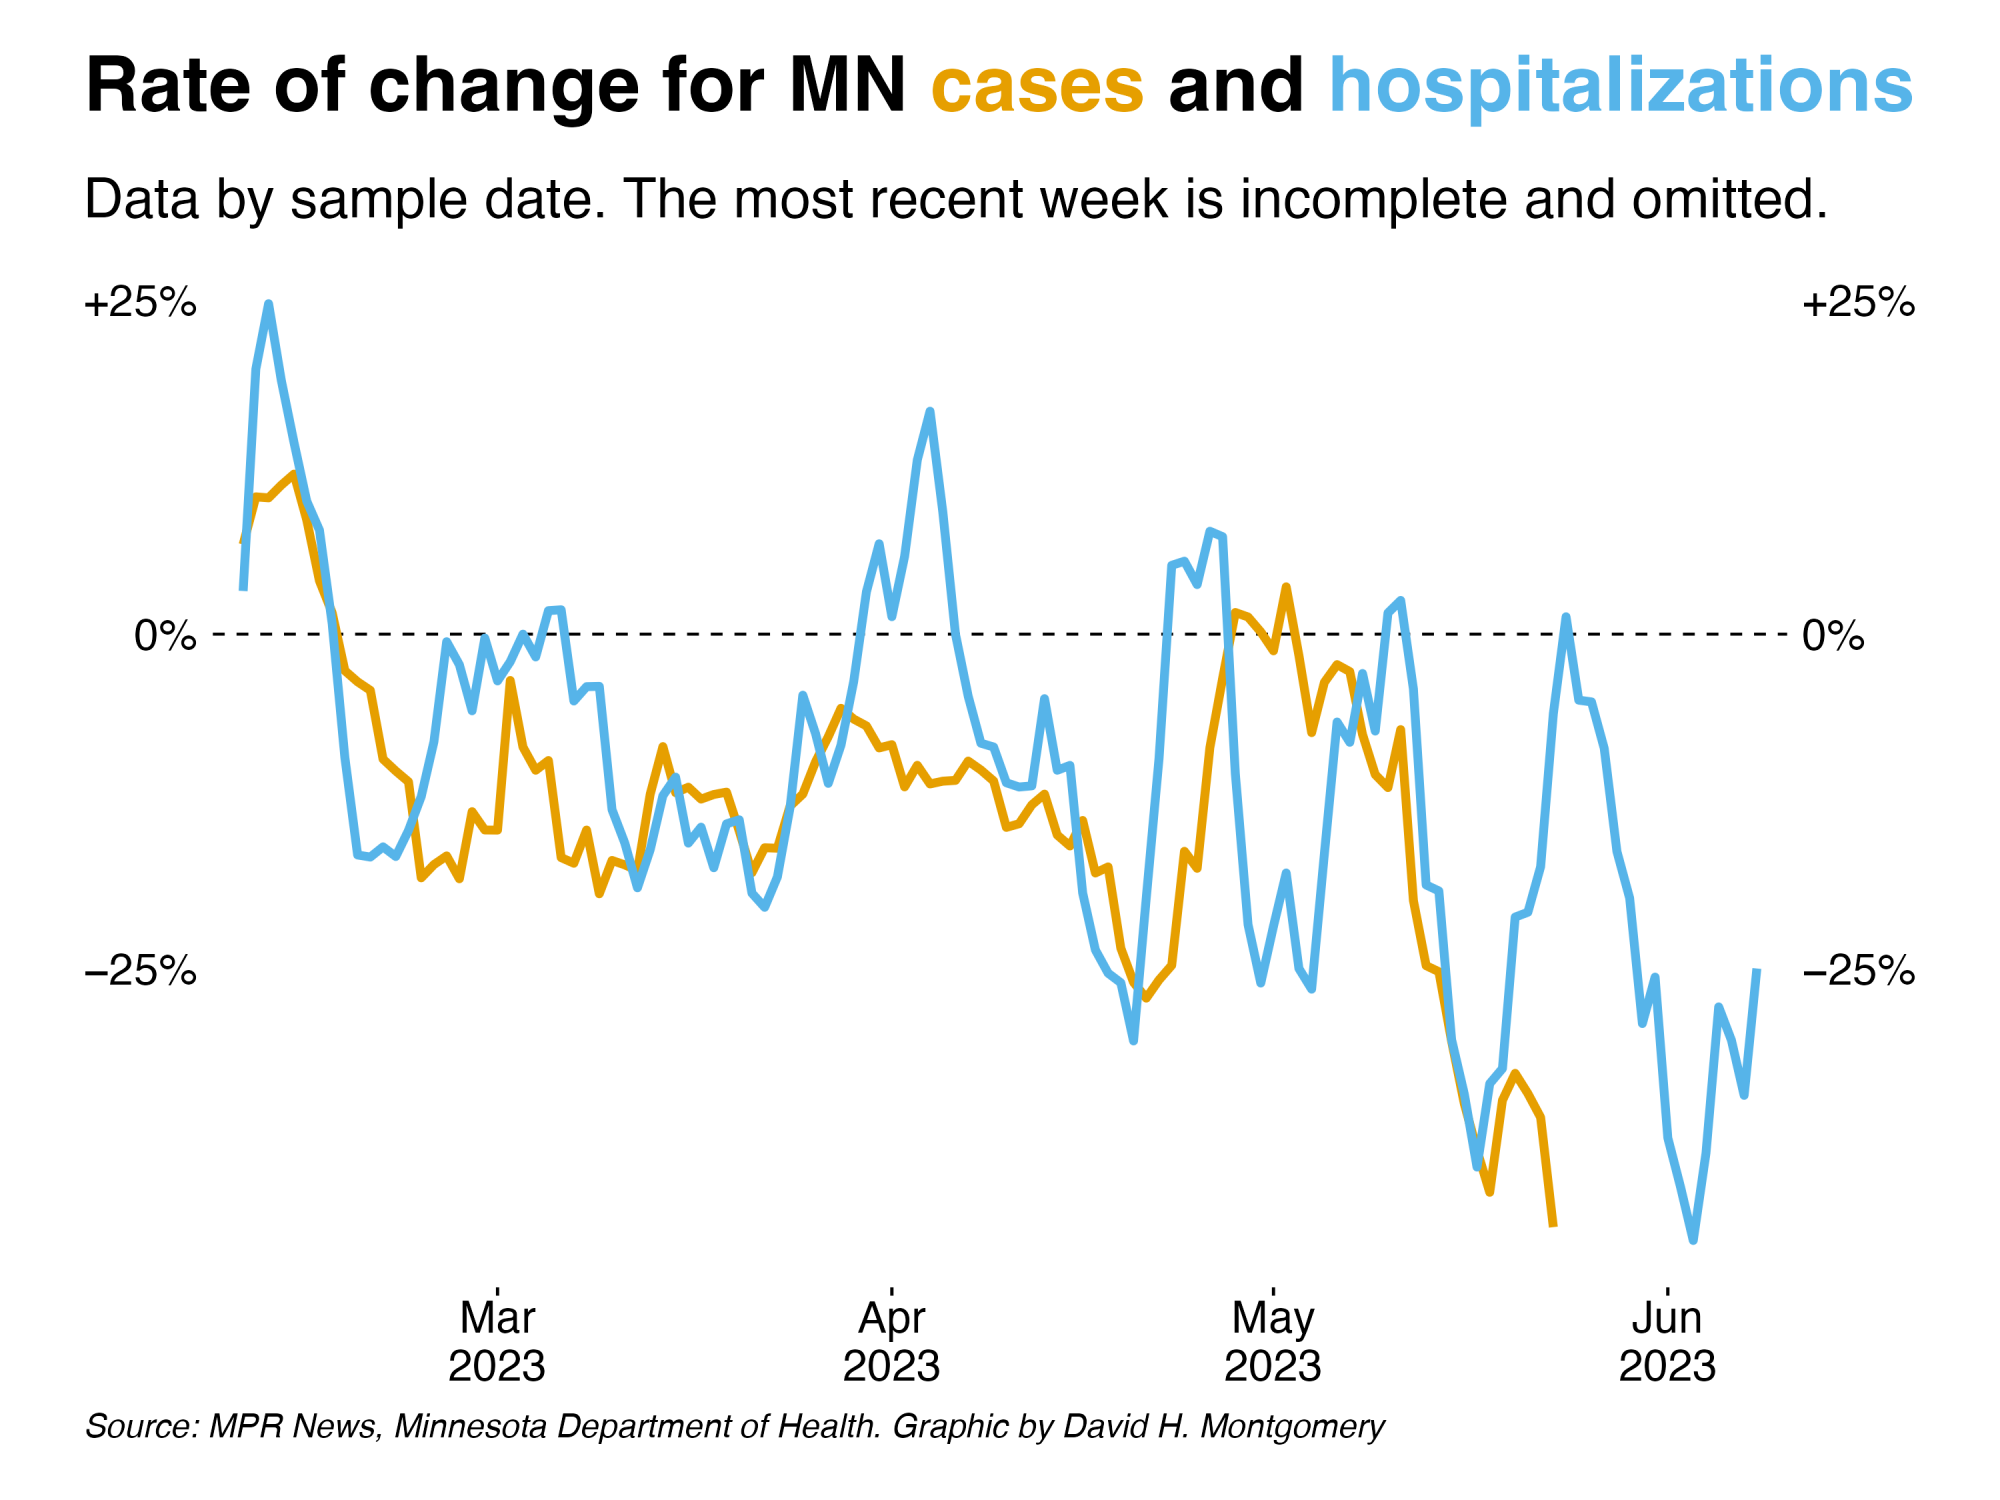 Rate of change for MN cases and hospitalizations
Data by sample date. The most recent week is incomplete and omitted.
+25% +25%
0% 0%
−25% −25%
Mar Apr May Jun
2023 2023 2023 2023
Source: MPR News, Minnesota Department of Health. Graphic by David H. Montgomery